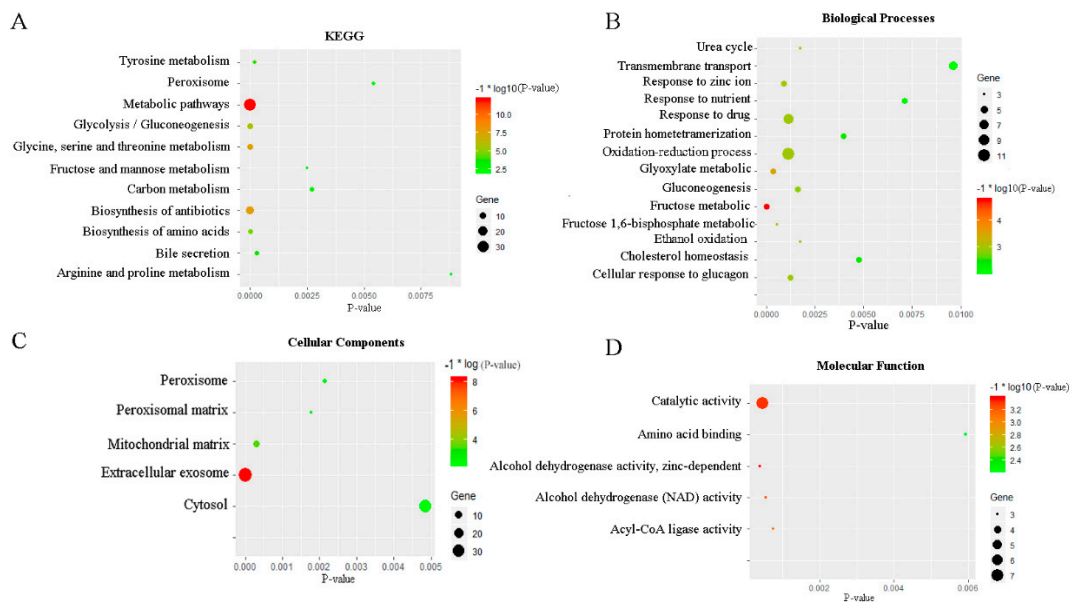 A
KEGG
Tyrosine metabolism
Peroxisome
Metabolic pathways
Glycolysis / Gluconeogenesis
Glycine, serine and threonine metabolism
Fructose and mannose metabolism
Carbon metabolism
Biosynthesis of antibiotics
Biosynthesis of amino acids
Bile secretion
Arginine and proline metabolism
0.0000 0.0025 0.0050 0.0075
P-value
-1 * log10(P-value)
10.0
7.5
5.0
2.5
Gene
10
20
30
B
Biological Processes
Urea cycle
Transmembrane transport
Response to zinc ion
Response to nutrient
Response to drug
Protein hometetramerization
Oxidation-reduction process
Glyoxylate metabolic
Gluconeogenesis
Fructose metabolic
Fructose 1,6-bisphosphate metabolic
Ethanol oxidation
Cholesterol homeostasis
Cellular response to glucagon
0.0000 0.0025 0.0050 0.0075 0.0100
P-value
Gene
3
5
7
9
11
-1 * log10(P-value)
4
3
C
Cellular Components
Peroxisome
Peroxisomal matrix
Mitochondrial matrix
Extracellular exosome
Cytosol
0.000 0.001 0.002 0.003 0.004 0.005
P-value
-1 * log (P-value)
8
6
4
Gene
10
20
30
D
Molecular Function
Catalytic activity
Amino acid binding
Alcohol dehydrogenase activity, zinc-dependent
Alcohol dehydrogenase (NAD) activity
Acyl-CoA ligase activity
0.002 0.004 0.006
P-value
-1 * log10(P-value)
3.2
3.0
2.8
2.6
2.4
Gene
3
4
5
6
7